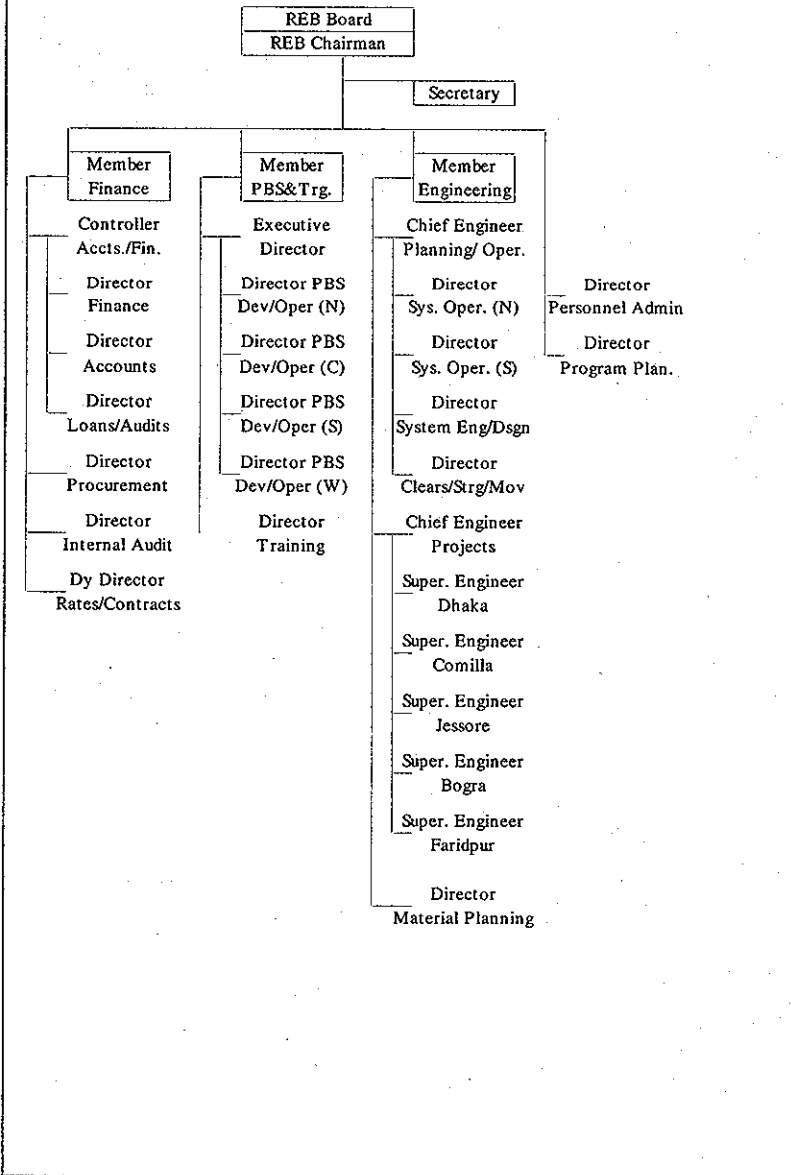 REB Board
REB Chairman
Secretary
Member
Finance
Controller
Accts./Fin.
Director
Finance
Director
Accounts
Director
Loans/Audits
Director
Procurement
Director
Internal Audit
Dy Director
Rates/Contracts
Member
PBS&Trg.
Executive
Director
Director PBS
Dev/Oper (N)
Director PBS
Dev/Oper (C)
Director PBS
Dev/Oper (S)
Director PBS
Dev/Oper (W)
Director
Training
Member
Engineering
Chief Engineer
Planning/ Oper.
Director
Sys. Oper. (N)
Director
Sys. Oper. (S)
Director
System Eng/Dsgn
Director
Clears/Strg/Mov
Chief Engineer
Projects
Super. Engineer
Dhaka
Super. Engineer
Comilla
Super. Engineer
Jessore
Super. Engineer
Bogra
Super. Engineer
Faridpur
Director
Material Planning
Director
Personnel Admin
Director
Program Plan.